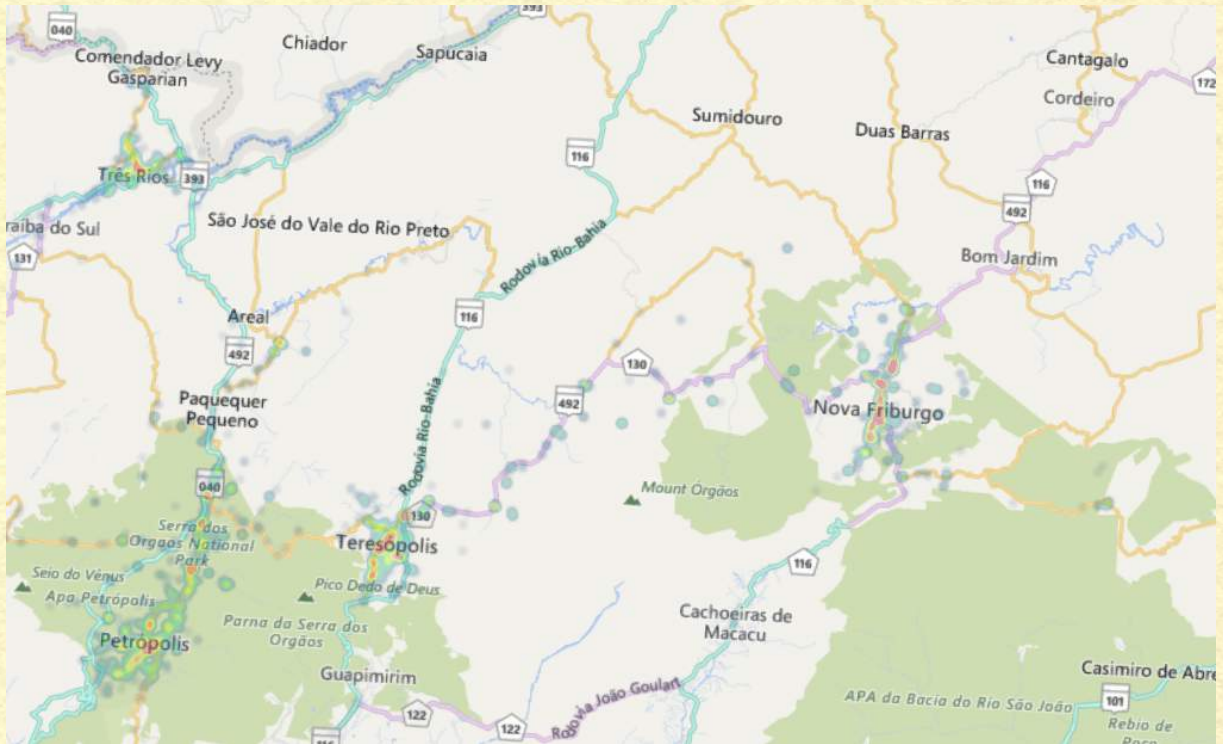 393
040
Chiador
Comendador Levy
Gasparian
Sapucaia
Cantagalo
172
Cordeiro
Sumidouro
Duas Barras
116
Três Rios
393
116
492
raíba do Sul
São José do Vale do Rio Preto
131
Rodovia Rio-Bahia
Bom Jardim
Areal
116
492
130
Paquequer
Pequeno
492
Rodovia Rio-Bahia
Nova Friburgo
040
Mount Orgãos
130
Serra dos
Orgaos National
Park
Teresópolis
Seio do Vénus
Pico Dedo de Deus
116
Apa Petrópolis
Parna da Serra dos
Orgãos
Cachoeiras de
Macacu
Petrópolis
Guapimirim
Casimiro de Abre
APA da Bacia do Rio São João
101
Rodovia João Goulart
122
122
Rebio de
116